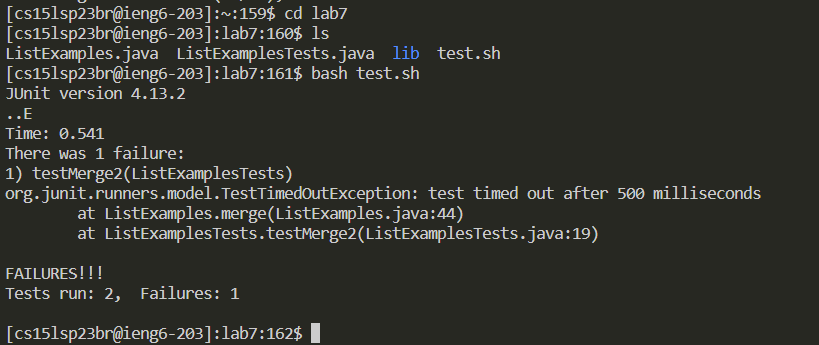 [cs15lsp23br@ieng6-203]:~:159$ cd lab7
[cs15lsp23br@ieng6-203]:lab7:160$ ls
ListExamples.java  ListExamplesTests.java  lib  test.sh
[cs15lsp23br@ieng6-203]:lab7:161$ bash test.sh
JUnit version 4.13.2
..E
Time: 0.541
There was 1 failure:
1) testMerge2(ListExamplesTests)
org.junit.runners.model.TestTimedOutException: test timed out after 500 milliseconds
        at ListExamples.merge(ListExamples.java:44)
        at ListExamplesTests.testMerge2(ListExamplesTests.java:19)
FAILURES!!!
Tests run: 2,  Failures: 1
[cs15lsp23br@ieng6-203]:lab7:162$